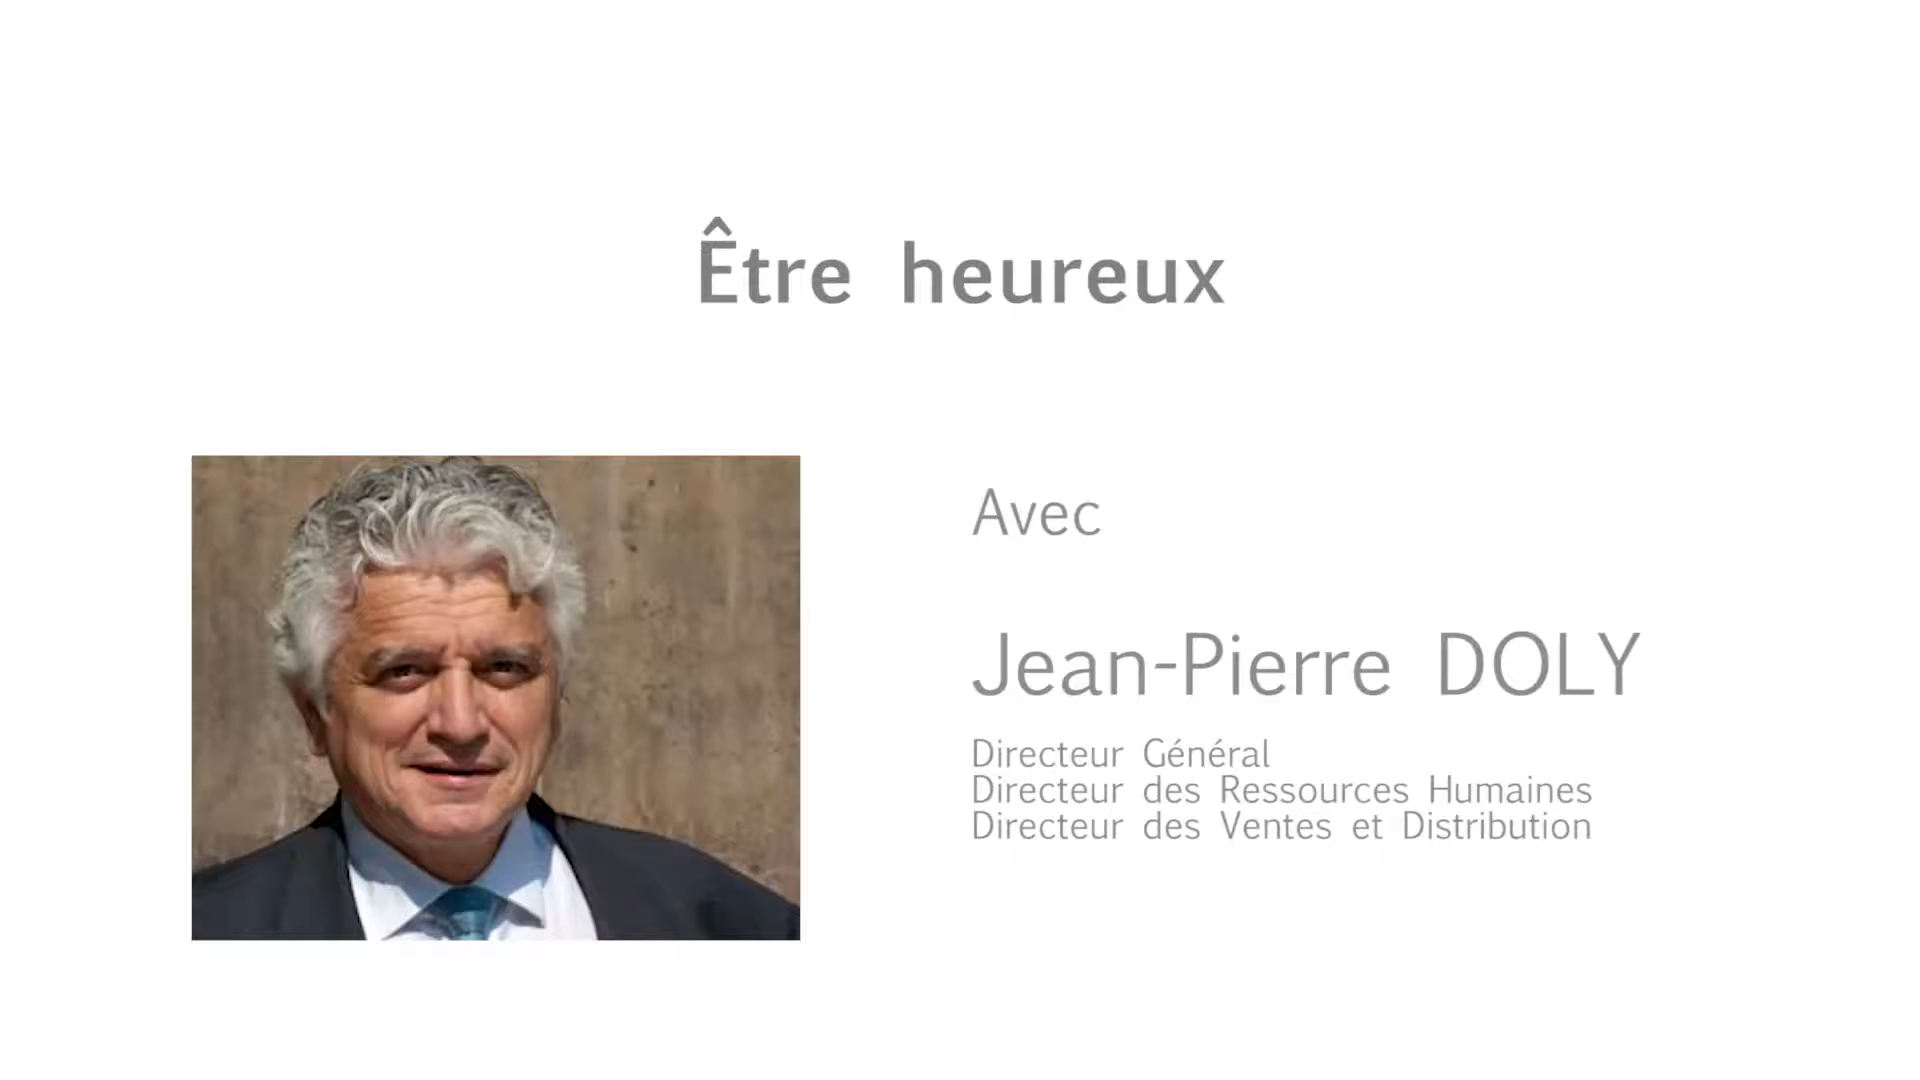 Être heureux
Avec
Jean-Pierre DOLY
Directeur Général
Directeur des Ressources Humaines
Directeur des Ventes et Distribution